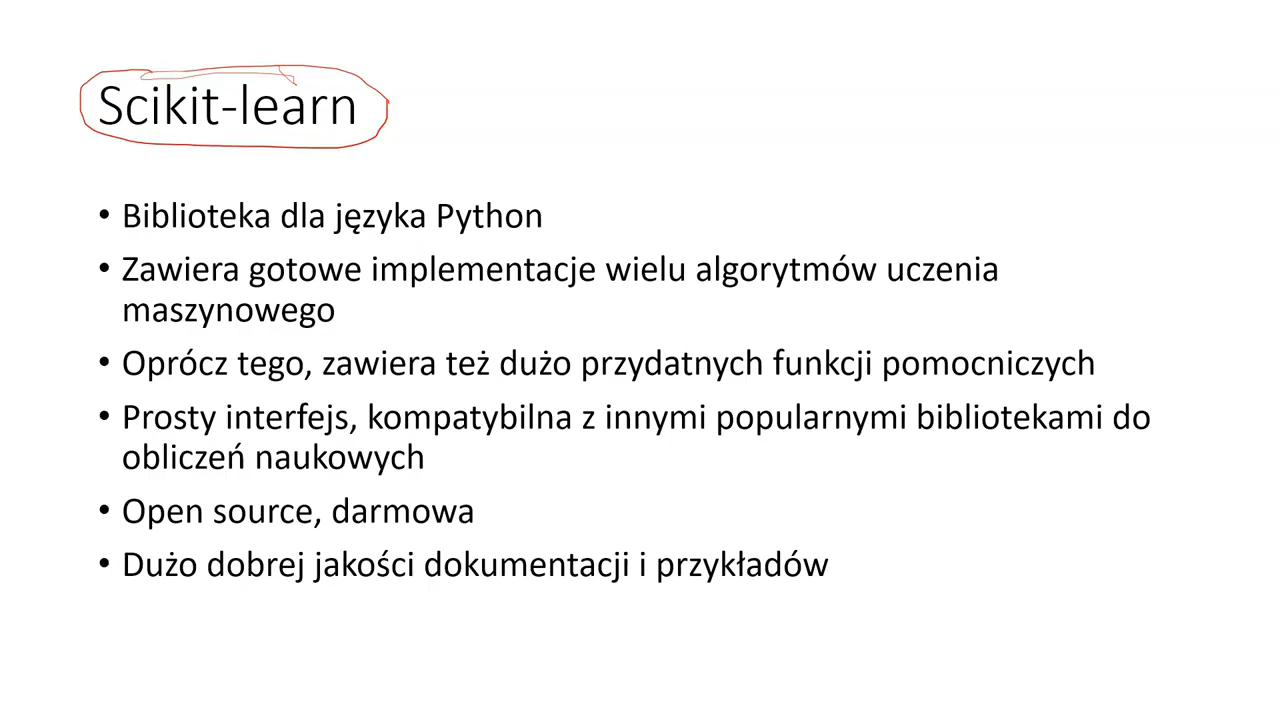 Scikit-learn
• Biblioteka dla języka Python
• Zawiera gotowe implementacje wielu algorytmów uczenia
maszynowego
• Oprócz tego, zawiera też dużo przydatnych funkcji pomocniczych
• Prosty interfejs, kompatybilna z innymi popularnymi bibliotekami do
obliczeń naukowych
• Open source, darmowa
• Dużo dobrej jakości dokumentacji i przykładów